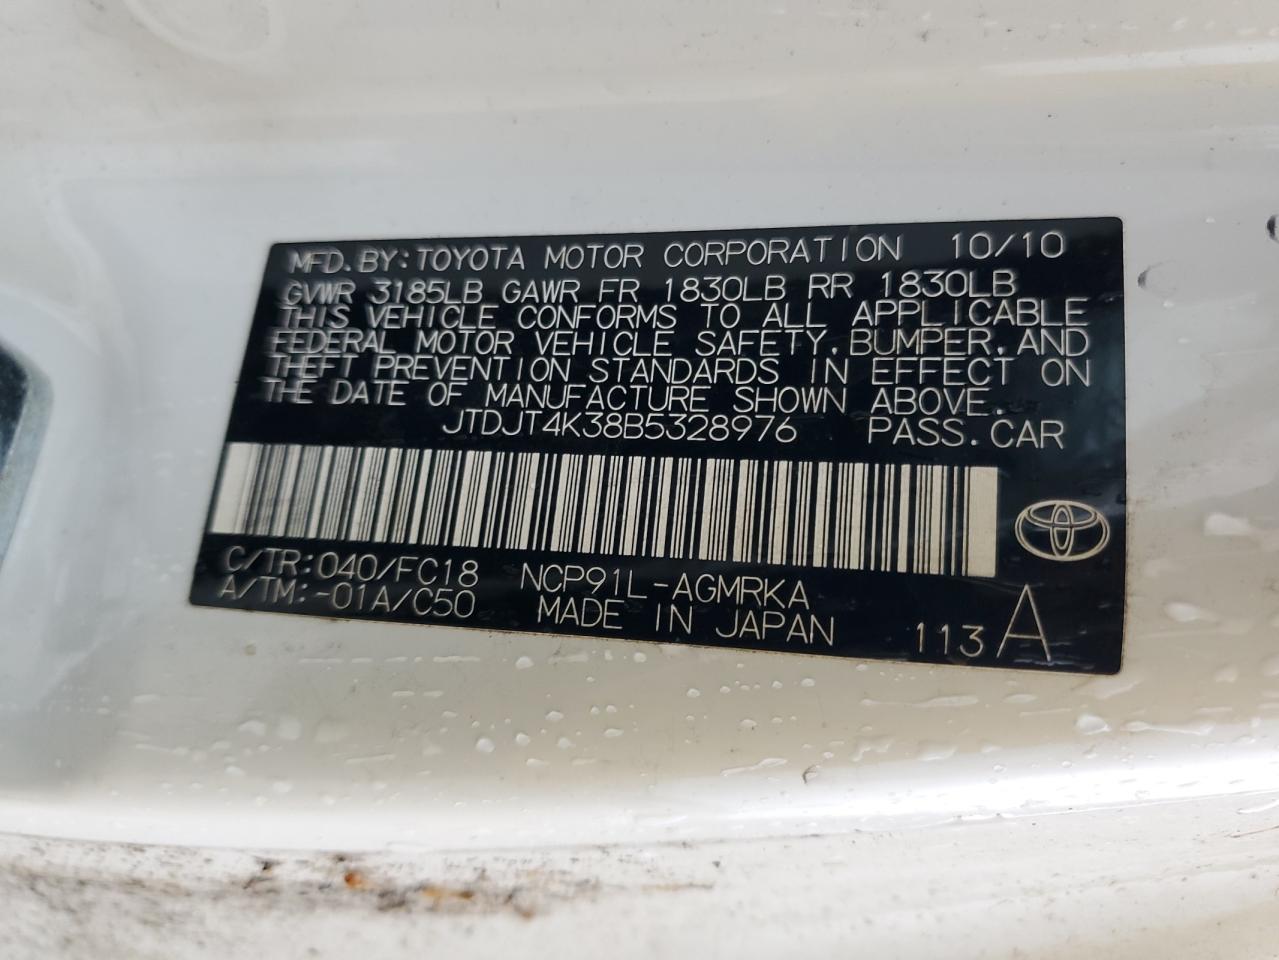 MFD.BY:TOYOTA MOTOR CORPORATION 10/10
GVWR 3185LB GAWR FR 1830LB RR 1830LB
THIS VEHICLE CONFORMS TO ALL APPLICABLE
FEDERAL MOTOR VEHICLE SAFETY,BUMPER,AND
THEFT PREVENTION STANDARDS IN EFFECT ON
THE DATE OF MANUFACTURE SHOWN ABOVE.
JTDJT4K38B5328976 PASS.CAR
C/TR:040/FC18 NCP91L-AGMRKA
A/TM:-01A/C50 MADE IN JAPAN 113 A